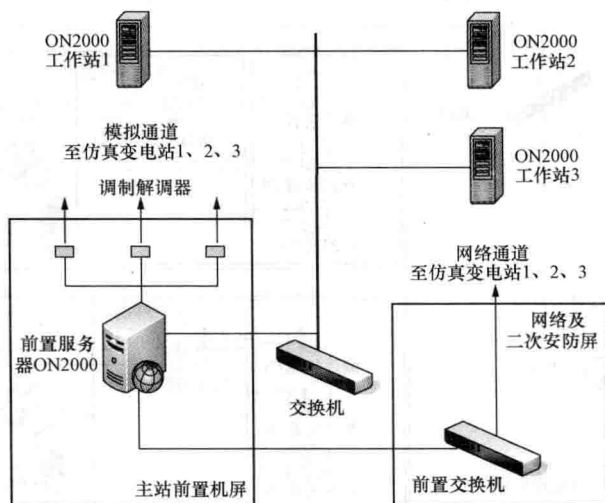 ON2000
工作站1
ON2000
工作站2
模拟通道
至仿真变电站1、2、3
调制解调器
ON2000
工作站3
网络通道
至仿真变电站1、2、3
网络及
二次安防屏
前置服务
器ON2000
交换机
前置交换机
主站前置机屏